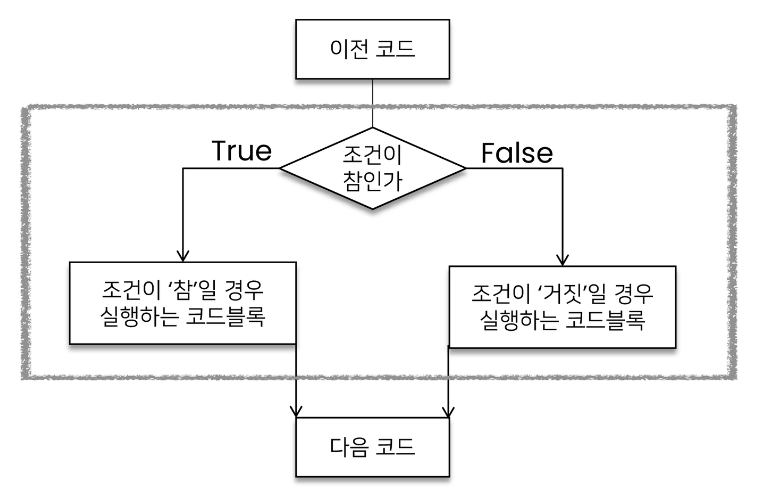 이전 코드
True
조건이
참인가
False
조건이 ‘참’일 경우
실행하는 코드블록
조건이 ‘거짓’일 경우
실행하는 코드블록
다음 코드